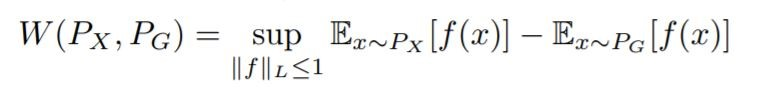 W(P_X, P_G) = sup_{‖f‖_L≤1} 𝔼_{x∼P_X}[f(x)] − 𝔼_{x∼P_G}[f(x)]